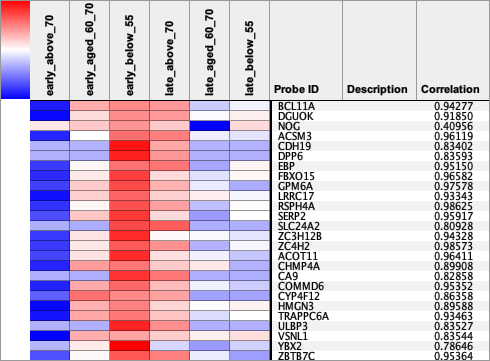 early_above_70
early_aged_60_70
early_below_55
late_above_70
late_aged_60_70
late_below_55
Probe ID Description Correlation
BCL11A 0.94277
DGUOK 0.91850
NOG 0.40956
ACSM3 0.96119
CDH19 0.83402
DPP6 0.83593
EBP 0.95150
FBXO15 0.96582
GPM6A 0.97578
LRRC17 0.93343
RSPH4A 0.98625
SERP2 0.95917
SLC24A2 0.80928
ZC3H12B 0.94328
ZC4H2 0.98573
ACOT11 0.96411
CHMP4A 0.89908
CA9 0.82858
COMMD6 0.95352
CYP4F12 0.86358
HMGN3 0.89588
TRAPPC6A 0.93463
ULBP3 0.83527
VSNL1 0.83544
YBX2 0.78646
ZBTB7C 0.95364